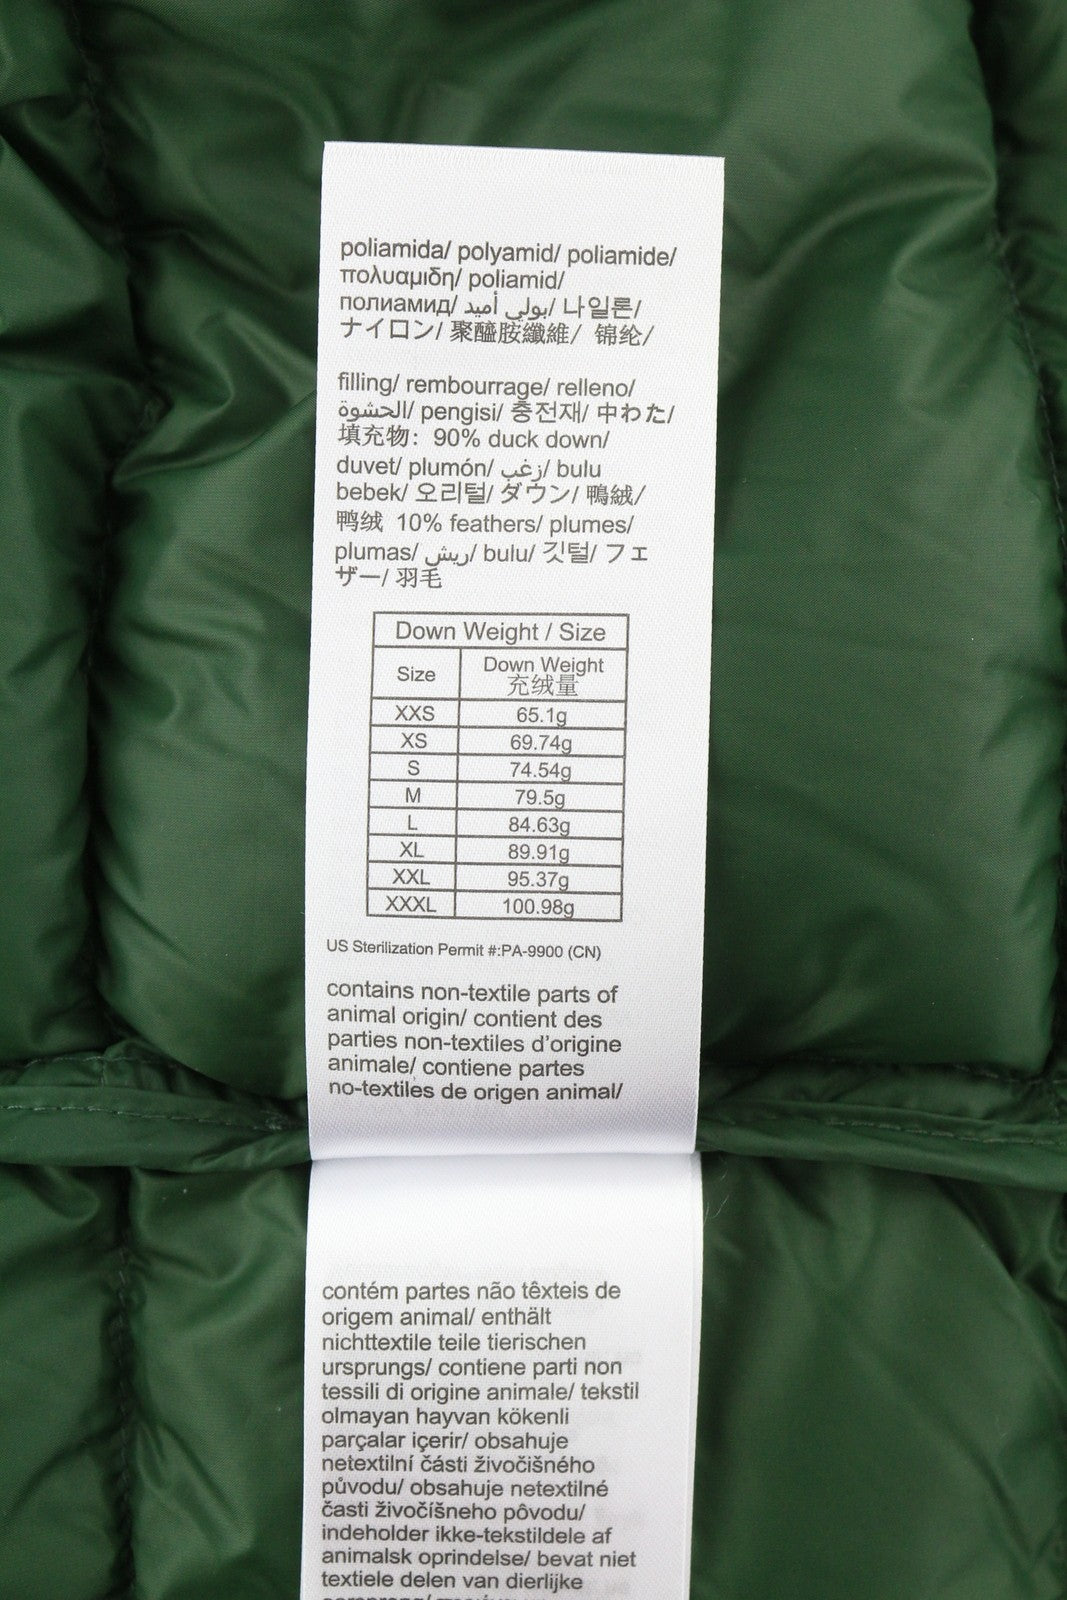 poliamida/ polyamid/ poliamide/
πολυαμιδη/ poliamid/
полиамид/ بولي أميد/ 나일론/
ナイロン/ 聚醯胺纖維/ 锦纶/
filling/ rembourrage/ relleno/
الحشوة/ pengisi/ 충전재/ 中わた/
填充物: 90% duck down/
duvet/ plumón/ زغب/ bulu
bebek/ 오리털/ ダウン/ 鴨絨/
鸭绒 10% feathers/ plumes/
plumas/ ريش/ bulu/ 깃털/ フェ
ザー/ 羽毛
Down Weight / Size
Size Down Weight
充绒量
XXS 65.1g
XS 69.74g
S 74.54g
M 79.5g
L 84.63g
XL 89.91g
XXL 95.37g
XXXL 100.98g
US Sterilization Permit #:PA-9900 (CN)
contains non-textile parts of
animal origin/ contient des
parties non-textiles d'origine
animale/ contiene partes
no-textiles de origen animal/
contém partes não têxteis de
origem animal/ enthält
nichttextile teile tierischen
ursprungs/ contiene parti non
tessili di origine animale/ tekstil
olmayan hayvan kökenli
parçalar içerir/ obsahuje
netextilní části živočišného
původu/ obsahuje netextilné
časti živočíšneho pôvodu/
indeholder ikke-tekstildele af
animalsk oprindelse/ bevat niet
textiele delen van dierlijke